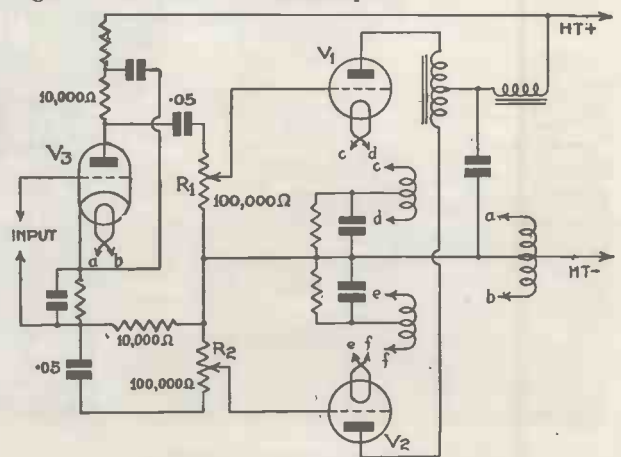 HT+
V1
10,000Ω
.05
V3
c d
c
R1
100,000Ω
d
INPUT
a b
a
HT-
e
b
10,000Ω
R2
e f
f
.05
100,000Ω
V2